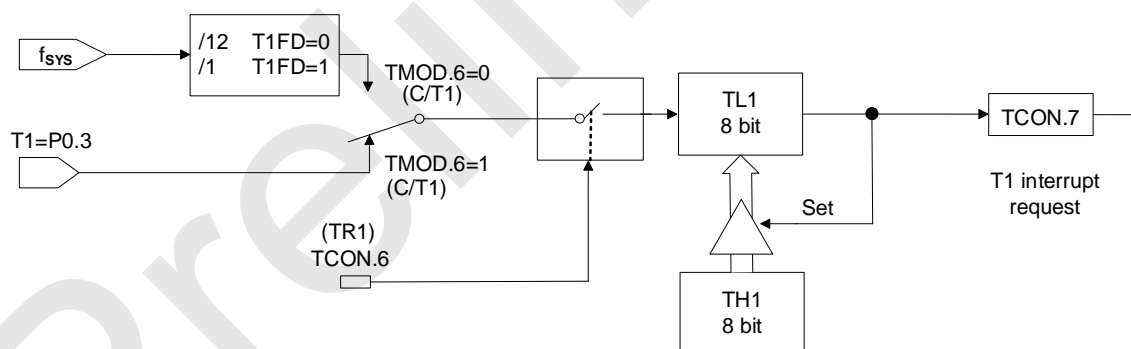 fSYS
/12 T1FD=0
/1 T1FD=1
TMOD.6=0
(C/T1)
T1=P0.3
TMOD.6=1
(C/T1)
(TR1)
TCON.6
TL1
8 bit
Set
TH1
8 bit
TCON.7
T1 interrupt
request